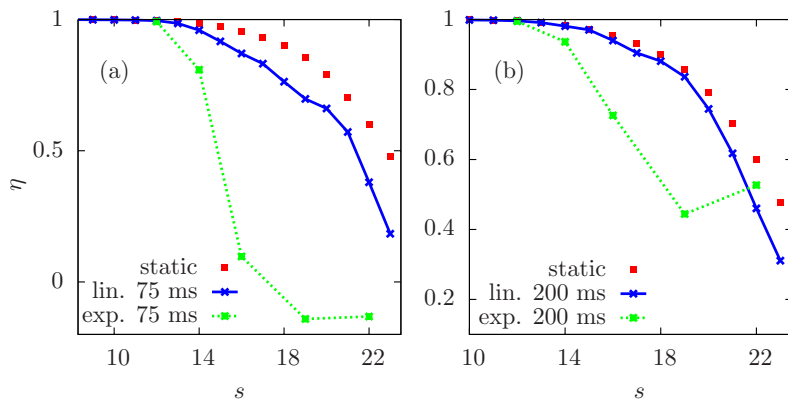 1
0.5
0
η
(a)
static
lin. 75 ms
exp. 75 ms
10 14 18 22
s
1
0.8
0.6
0.4
0.2
(b)
static
lin. 200 ms
exp. 200 ms
10 14 18 22
s